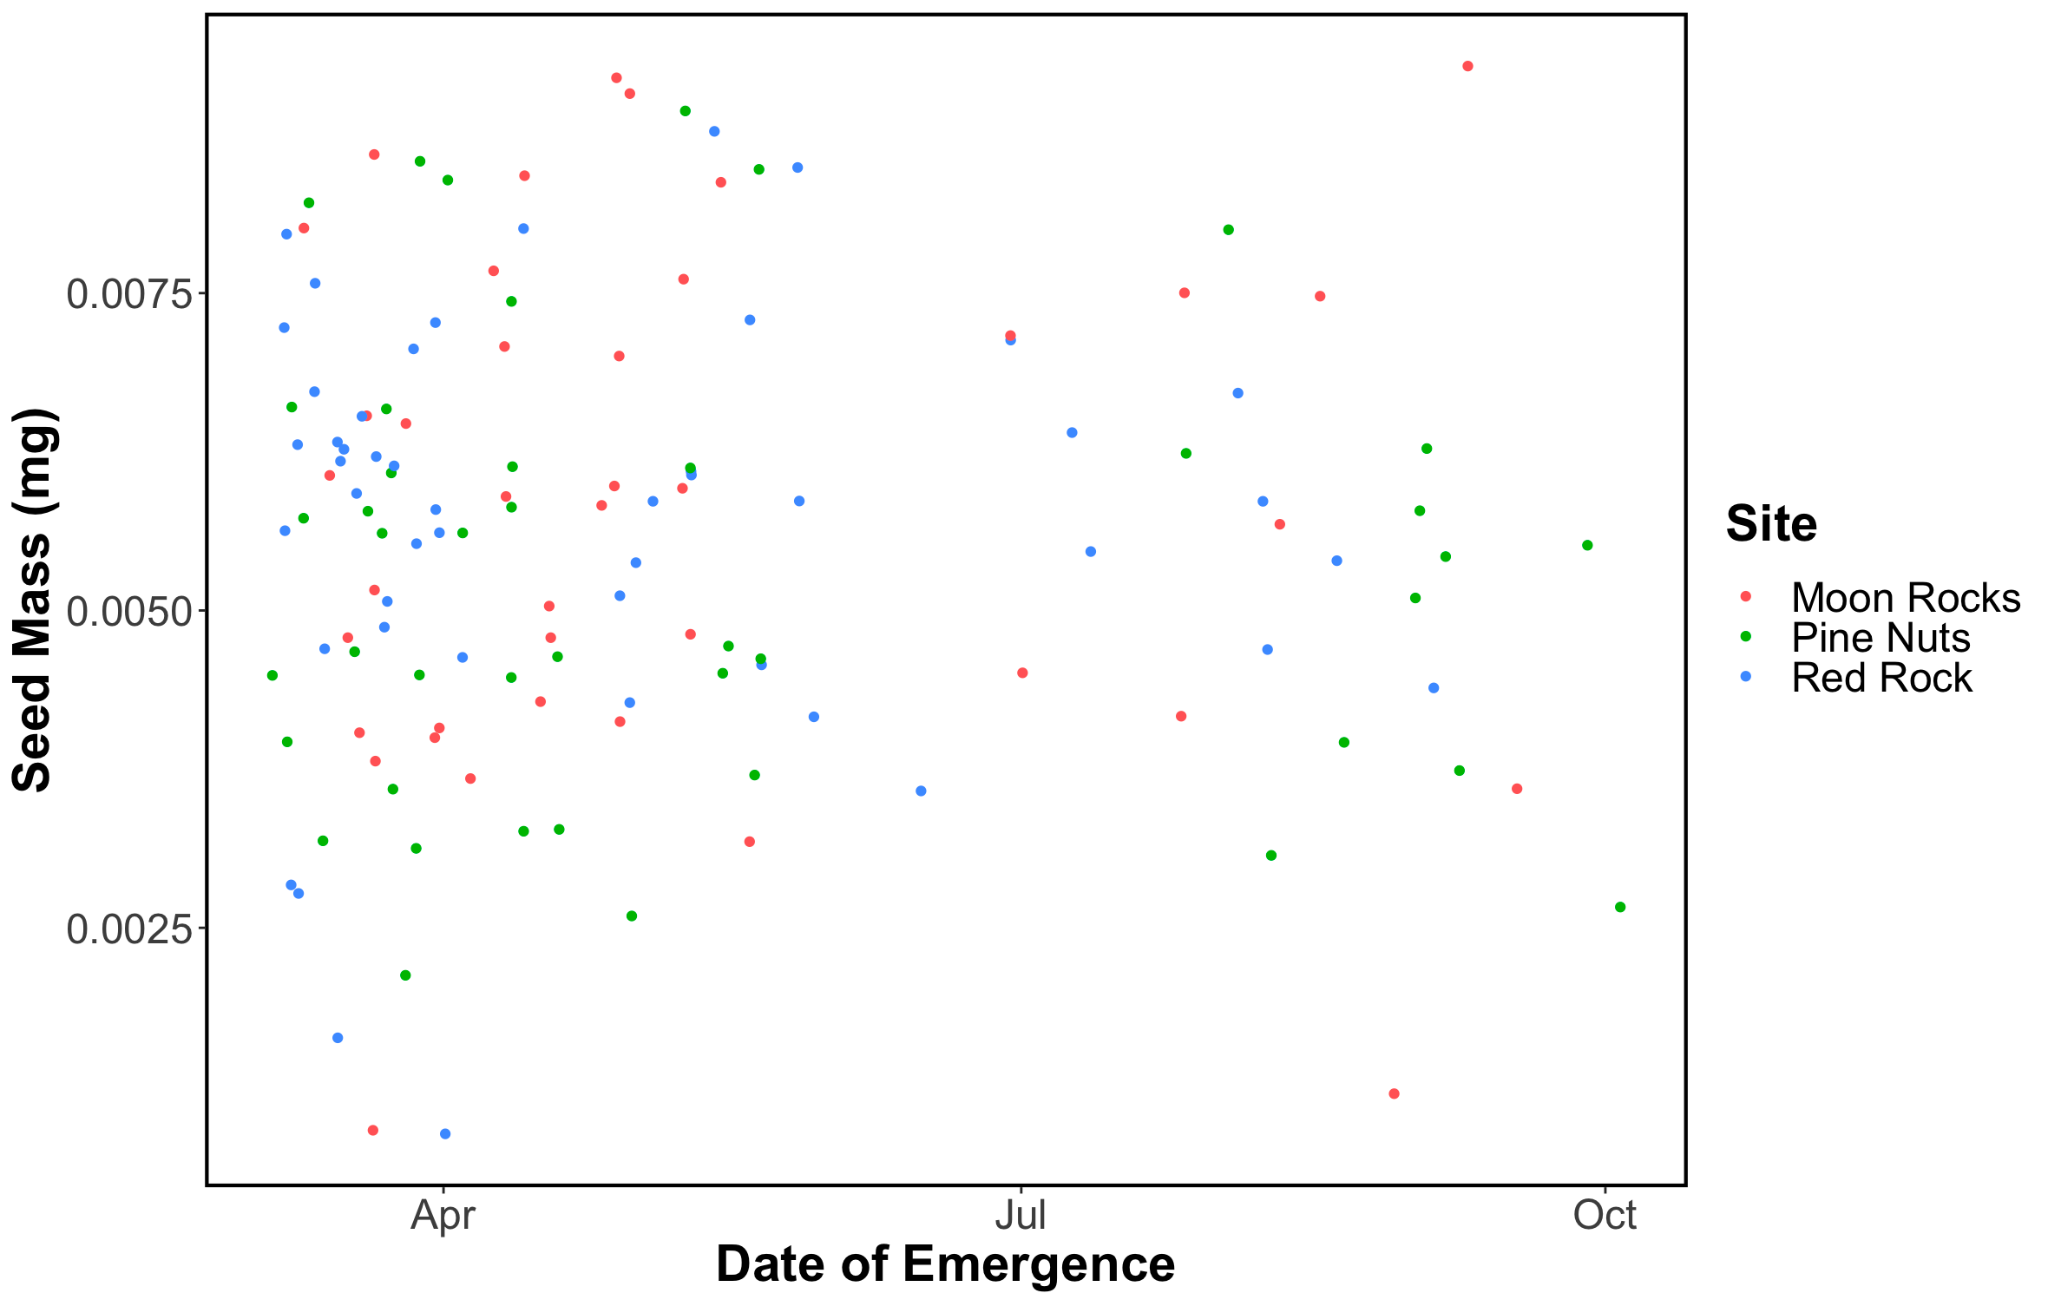 0.0075
0.0050
0.0025
Seed Mass (mg)
Apr
Jul
Oct
Date of Emergence
Site
Moon Rocks
Pine Nuts
Red Rock